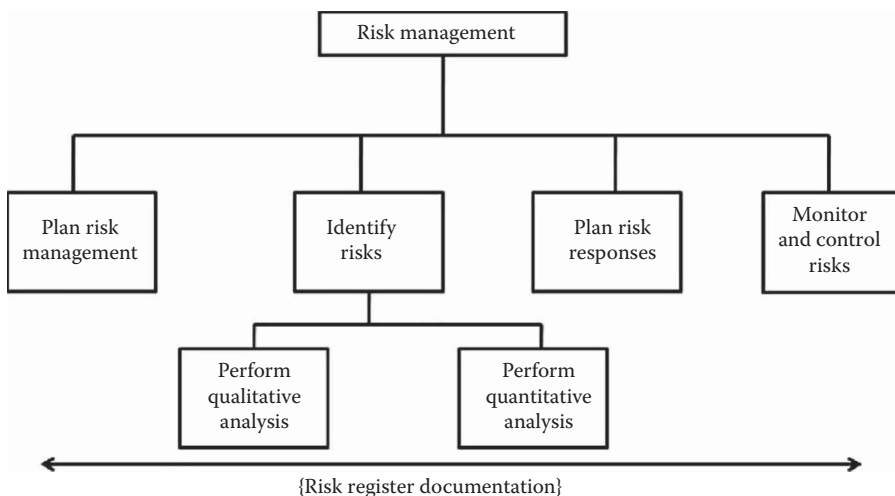 Risk management
Plan risk
management
Identify
risks
Plan risk
responses
Monitor
and control
risks
Perform
qualitative
analysis
Perform
quantitative
analysis
{Risk register documentation}